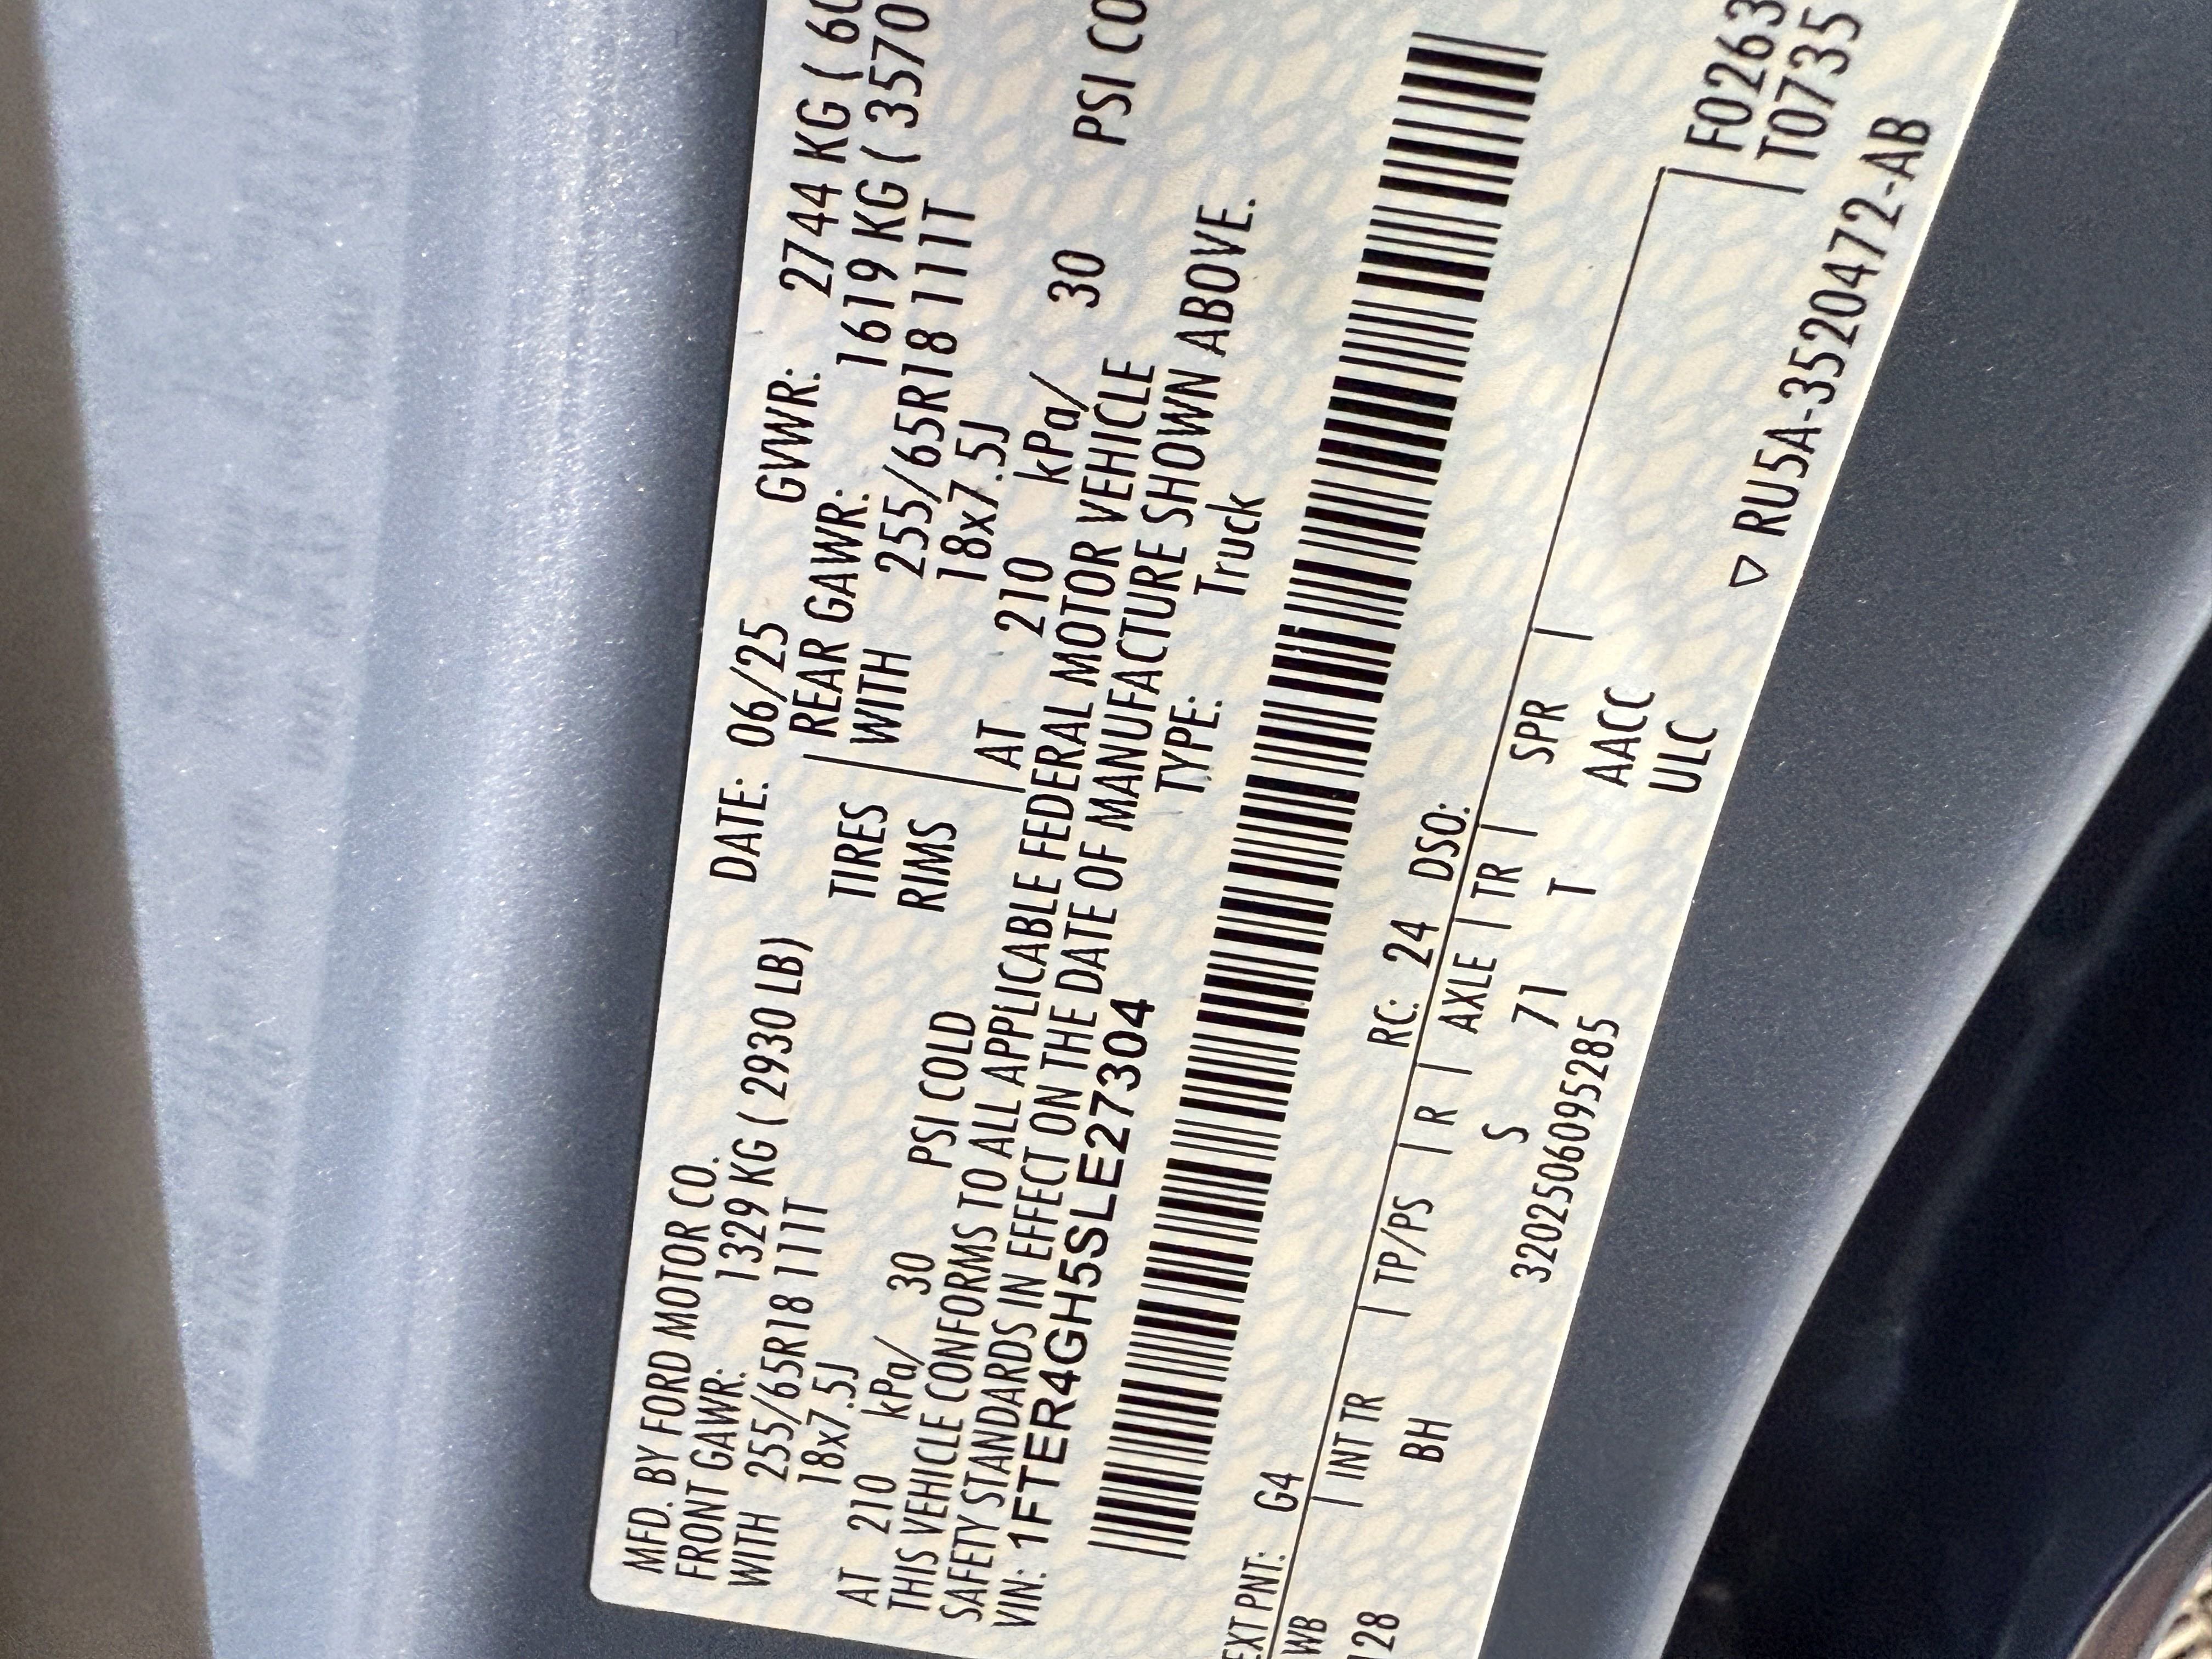 MFD. BY FORD MOTOR CO. DATE: 06/25 GVWR: 2744 KG (
FRONT GAWR: 1329 KG ( 2930 LB) REAR GAWR: 1619 KG ( 3570
WITH 255/65R18 111T TIRES WITH 255/65R18 111T
18x7.5J RIMS 18x7.5J
AT 210 kPa/ 30 PSI COLD AT 210 kPa/ 30 PSI
THIS VEHICLE CONFORMS TO ALL APPLICABLE FEDERAL MOTOR VEHICLE
SAFETY STANDARDS IN EFFECT ON THE DATE OF MANUFACTURE SHOWN ABOVE.
VIN: 1FTER4GH5SLE27304 TYPE: Truck
EXT PNT: G4 RC: 24 DSO:
WB INT TR TP/PS R AXLE TR SPR
128 BH S 71 T AACC
3202506095285 ULC
F0263
T0735
▽ RU5A-3520472-AB